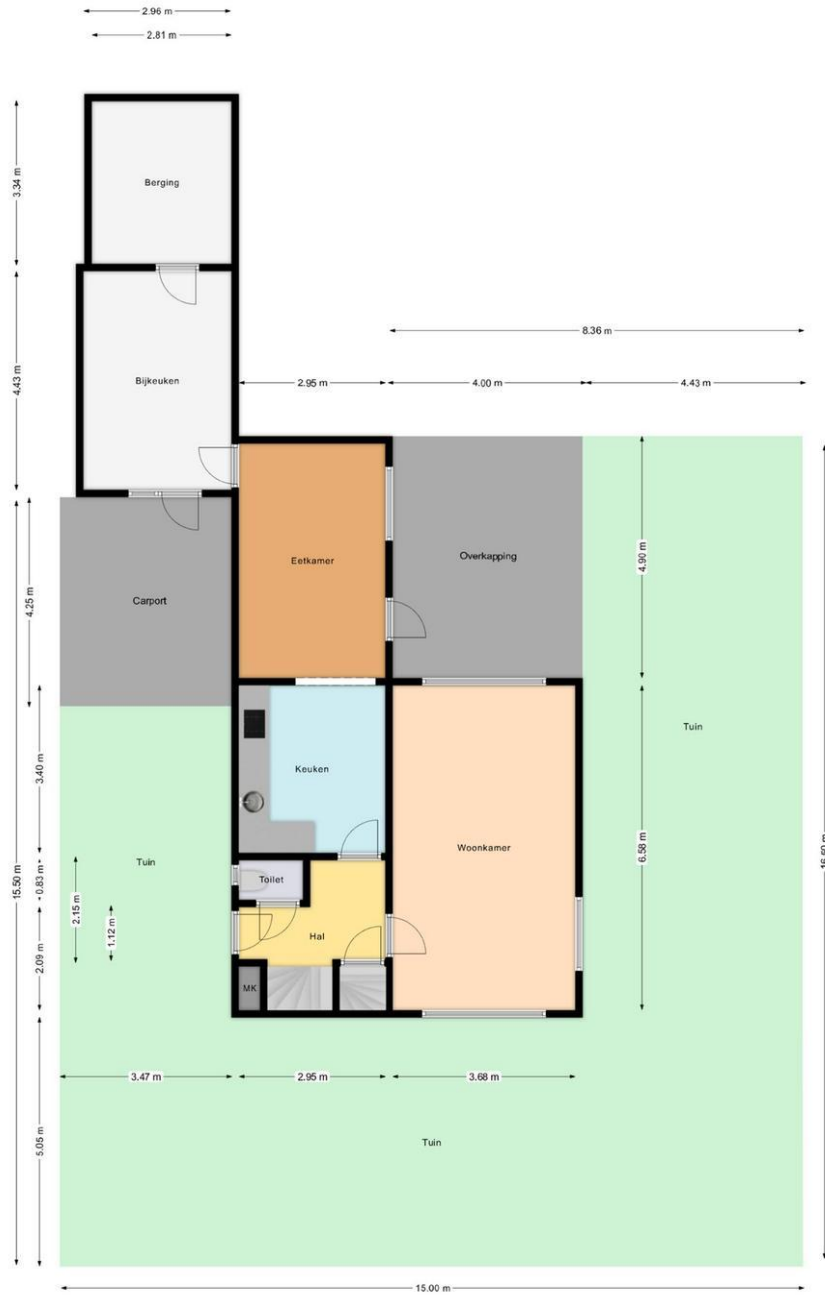 2.96 m
2.81 m
3.34 m
Berging
4.43 m
Bijkeuken
8.36 m
2.95 m
4.00 m
4.43 m
Eetkamer
Overkapping
4.90 m
Carport
4.25 m
15.50 m
3.40 m
Keuken
Tuin
Woonkamer
6.58 m
16.60 m
0.83 m
2.15 m
Tuin
Toilet
1.12 m
2.09 m
Hal
MK
3.47 m
2.95 m
3.68 m
5.05 m
Tuin
15.00 m